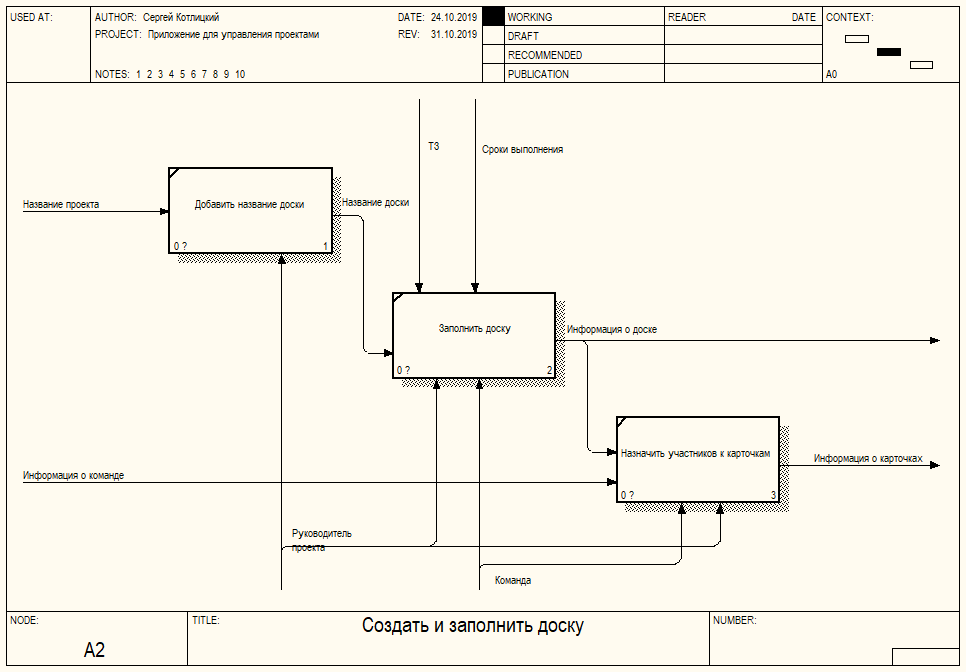 USED AT:
AUTHOR: Сергей Котлицкий
DATE: 24.10.2019
PROJECT: Приложение для управления проектами
REV: 31.10.2019
NOTES: 1 2 3 4 5 6 7 8 9 10
WORKING
DRAFT
RECOMMENDED
PUBLICATION
READER
DATE
CONTEXT:
A0
ТЗ
Сроки выполнения
Название проекта
Добавить название доски
0 ?
1
Название доски
Заполнить доску
0 ?
2
Информация о доске
Назначить участников к карточкам
0 ?
3
Информация о карточках
Информация о команде
Руководитель
проекта
Команда
NODE:
A2
TITLE:
Создать и заполнить доску
NUMBER: